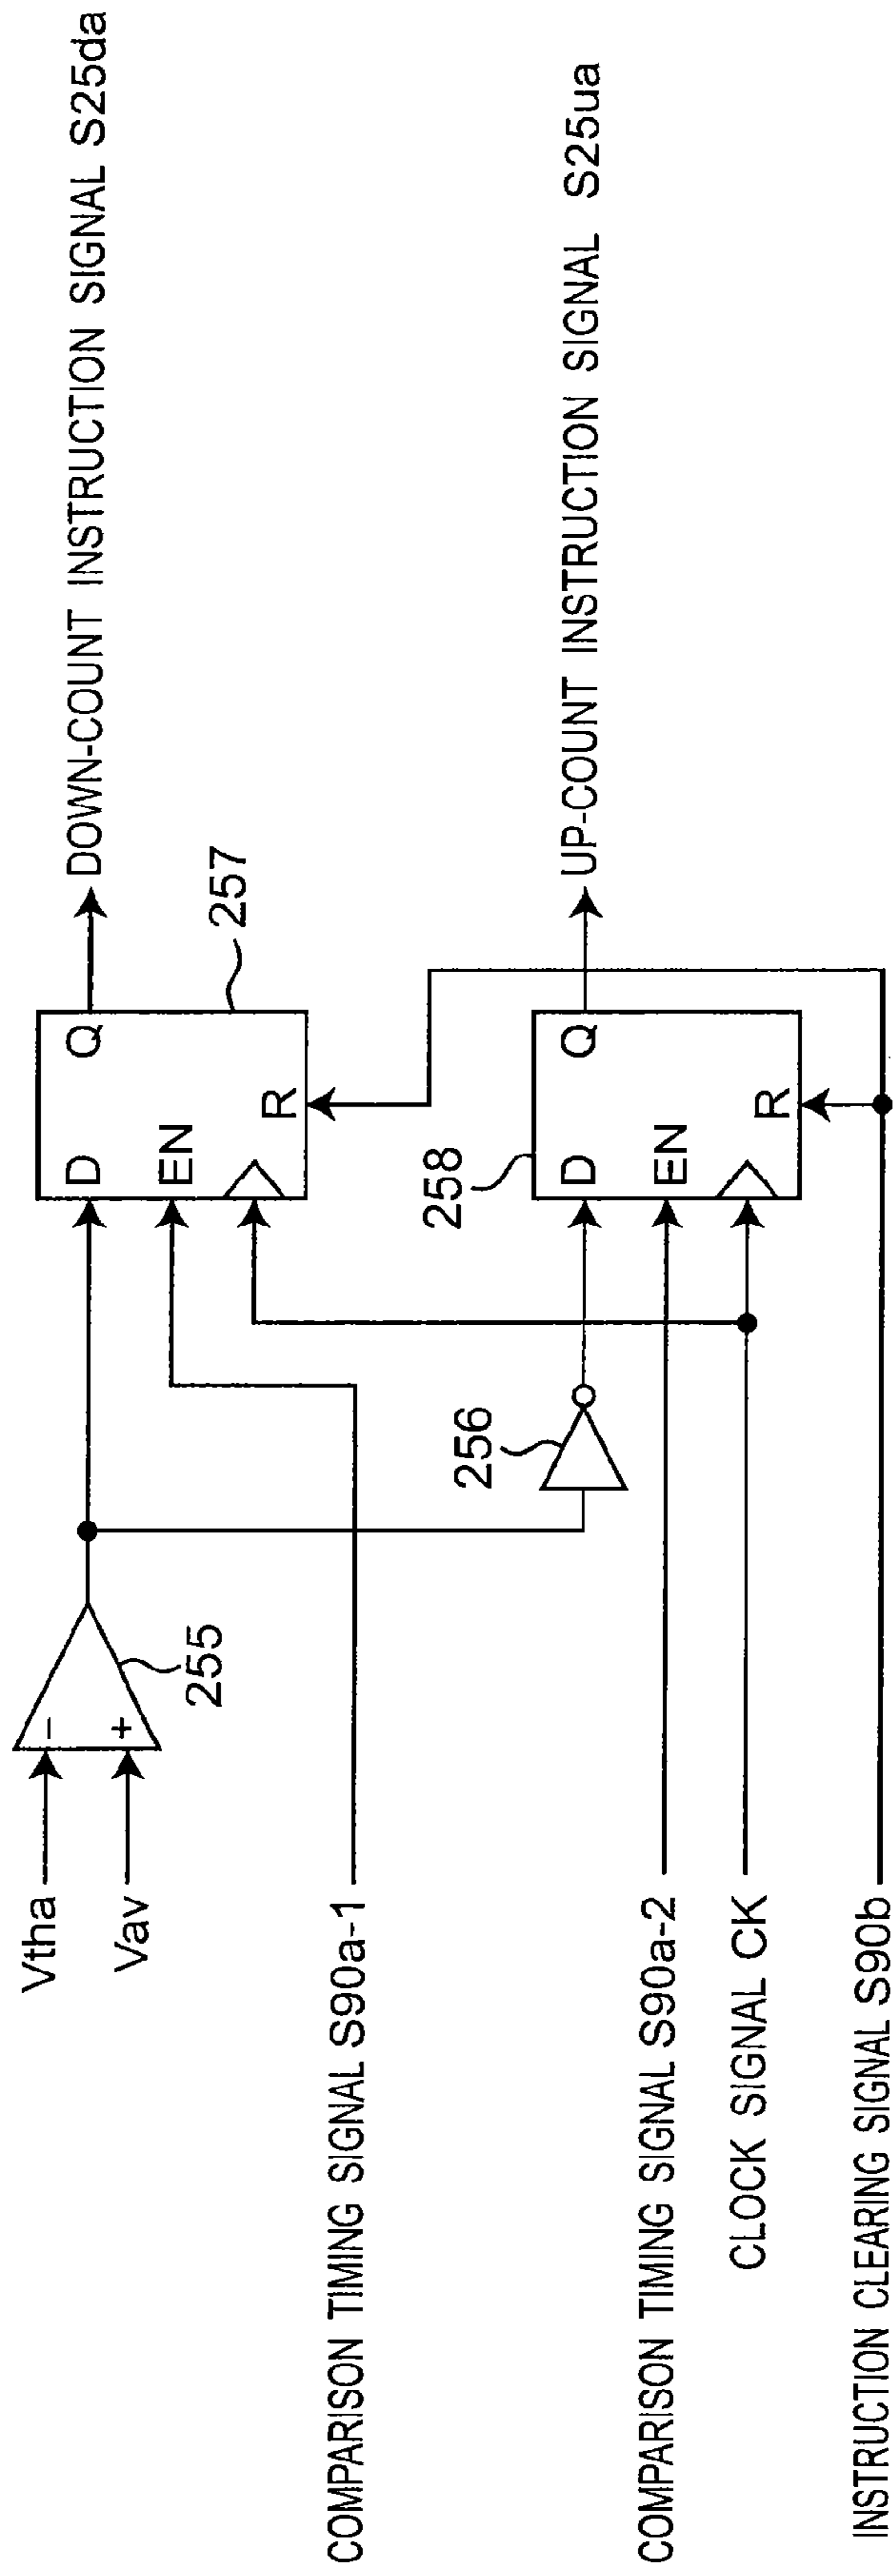 Vtha
Vav
−
+
255
COMPARISON TIMING SIGNAL S90a-1
COMPARISON TIMING SIGNAL S90a-2
CLOCK SIGNAL CK
INSTRUCTION CLEARING SIGNAL S90b
256
D
Q
EN
R
257
DOWN-COUNT INSTRUCTION SIGNAL S25da
258
D
Q
EN
R
UP-COUNT INSTRUCTION SIGNAL S25ua